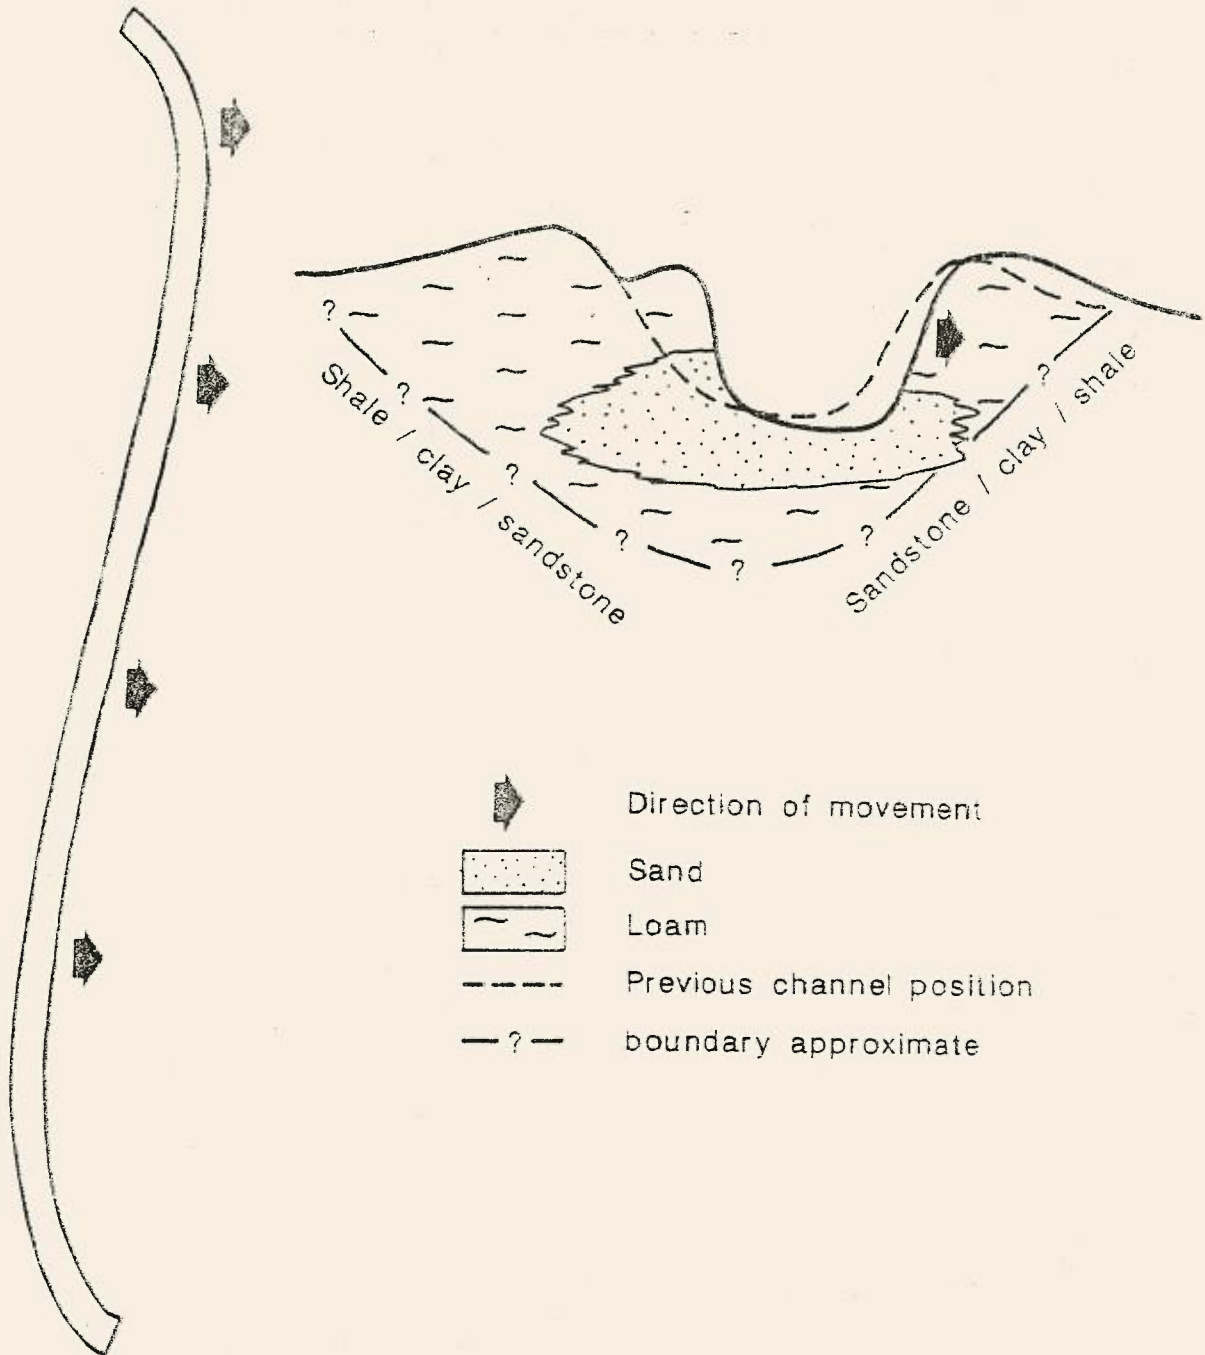 ? ? ? ? ? ? ?
Shale / clay / sandstone
Sandstone / clay / shale
Direction of movement
Sand
Loam
Previous channel position
? boundary approximate